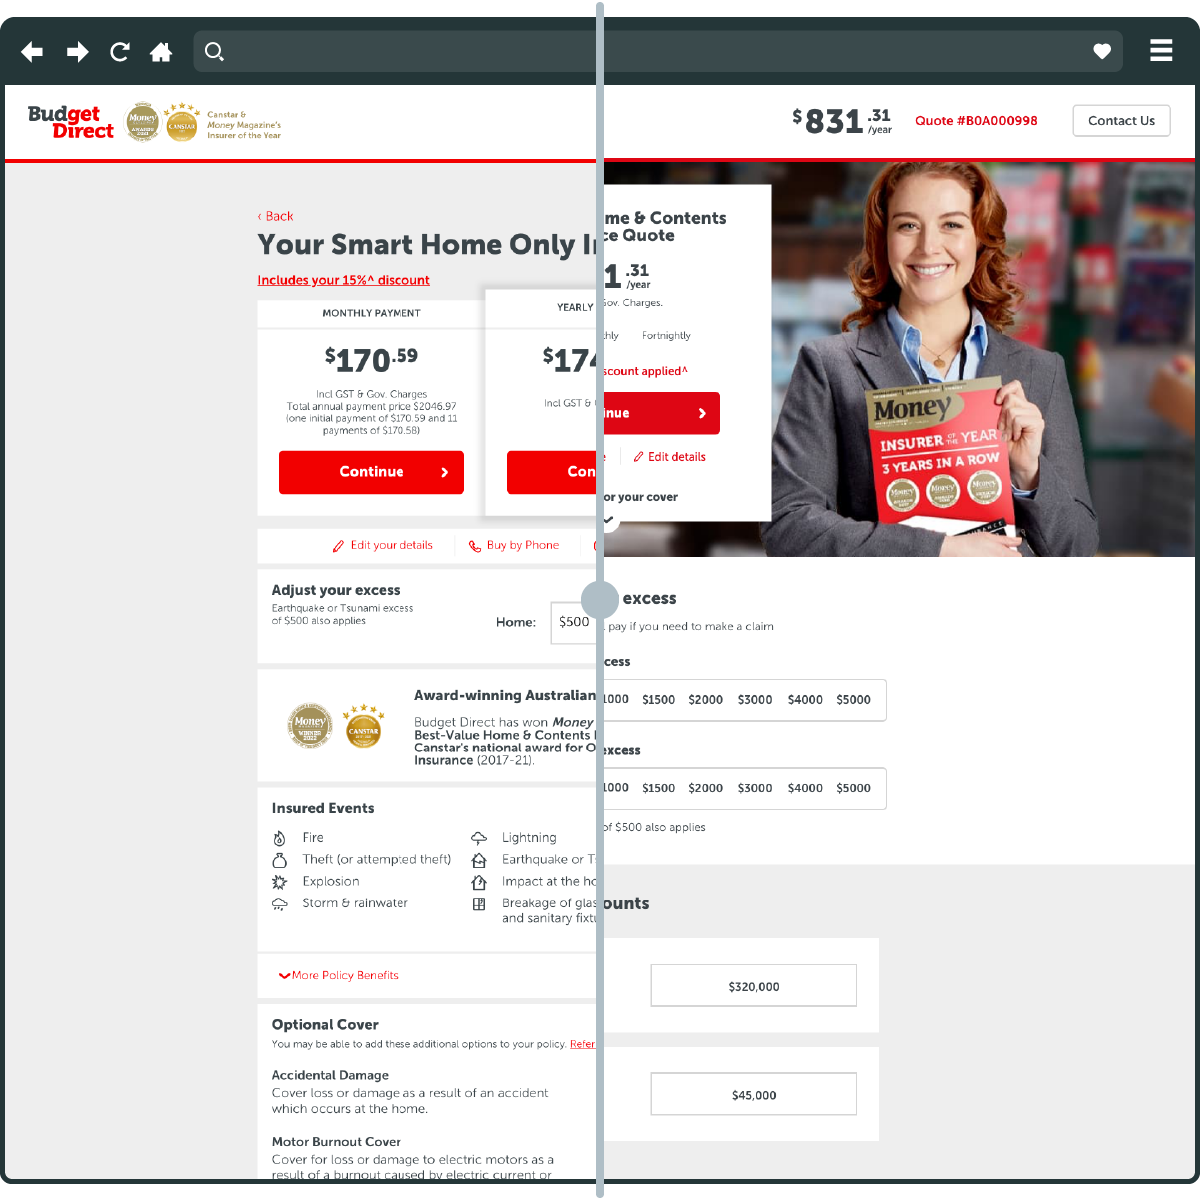 Budget
Direct
Money
AWARDS
CANSTAR
Canstar &
Money Magazine's
Insurer of the Year
$831.31
/year
Quote #B0A000998
Contact Us
‹ Back
Your Smart Home Only I
Includes your 15%^ discount
MONTHLY PAYMENT
$170.59
Incl GST & Gov. Charges
Total annual payment price $2046.97
(one initial payment of $170.59 and 11
payments of $170.58)
Continue
YEARLY
$174
Incl GST &
Con
Edit your details
Buy by Phone
Adjust your excess
Earthquake or Tsunami excess
of $500 also applies
Home:
$500
Money
WINNER
CANSTAR
Award-winning Australian
Budget Direct has won Money
Best-Value Home & Contents
Canstar's national award for O
Insurance (2017-21).
Insured Events
Fire
Lightning
Theft (or attempted theft)
Earthquake or T
Explosion
Impact at the ho
Storm & rainwater
Breakage of glas
and sanitary fixtu
More Policy Benefits
Optional Cover
You may be able to add these additional options to your policy. Refer
Accidental Damage
Cover loss or damage as a result of an accident
which occurs at the home.
Motor Burnout Cover
Cover for loss or damage to electric motors as a
result of a burnout caused by electric current or
me & Contents
ce Quote
1.31
/year
Gov. Charges.
hly
Fortnightly
scount applied^
inue
Edit details
or your cover
Money
INSURER OF THE YEAR
3 YEARS IN A ROW
Money
Money
Money
excess
pay if you need to make a claim
cess
1000 $1500 $2000 $3000 $4000 $5000
excess
1000 $1500 $2000 $3000 $4000 $5000
of $500 also applies
ounts
$320,000
$45,000